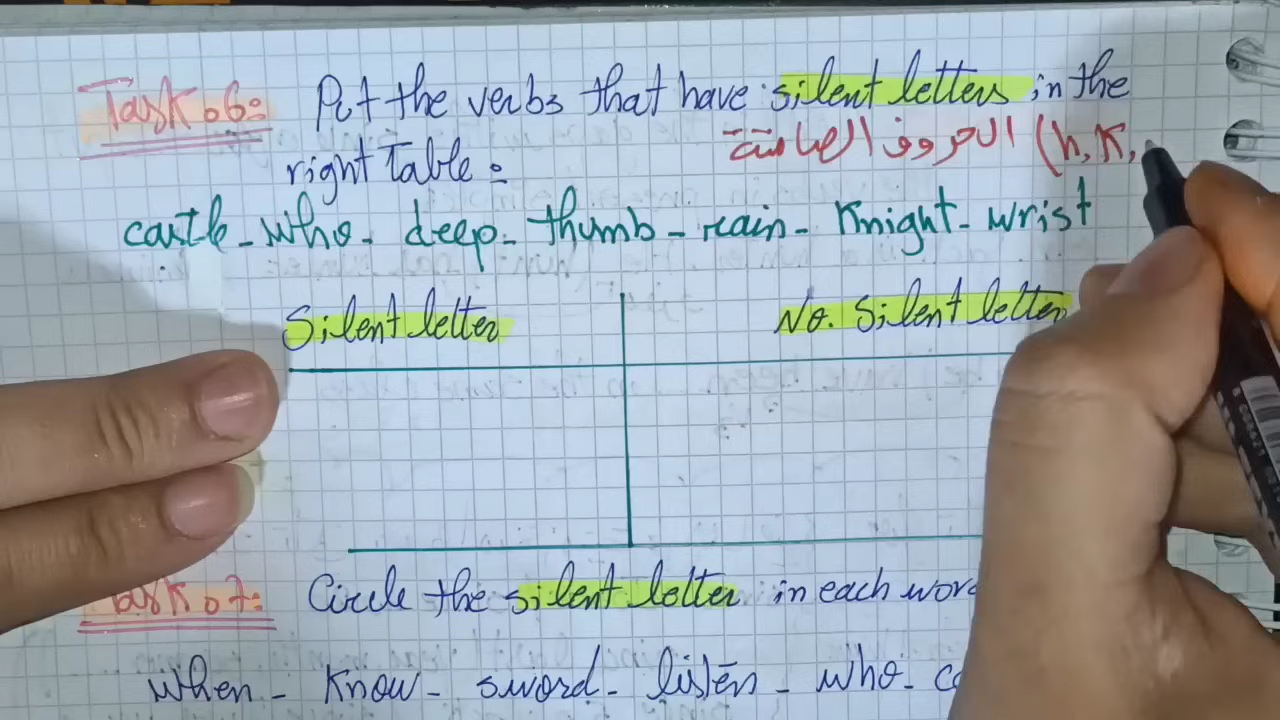 Task 06: Put the verbs that have silent letters in the
right table:
الحروف الصامتة (h, K,
castle - who - deep - thumb - rain - Knight - wrist
Silent letter No. Silent letter
Task 07: Circle the silent letter in each word
when - Know - sword - listen - who -